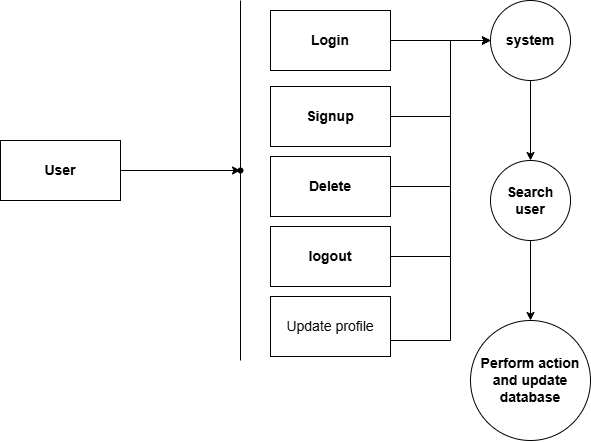 Login
system
Signup
User
Delete
Search
user
logout
Update profile
Perform action
and update
database